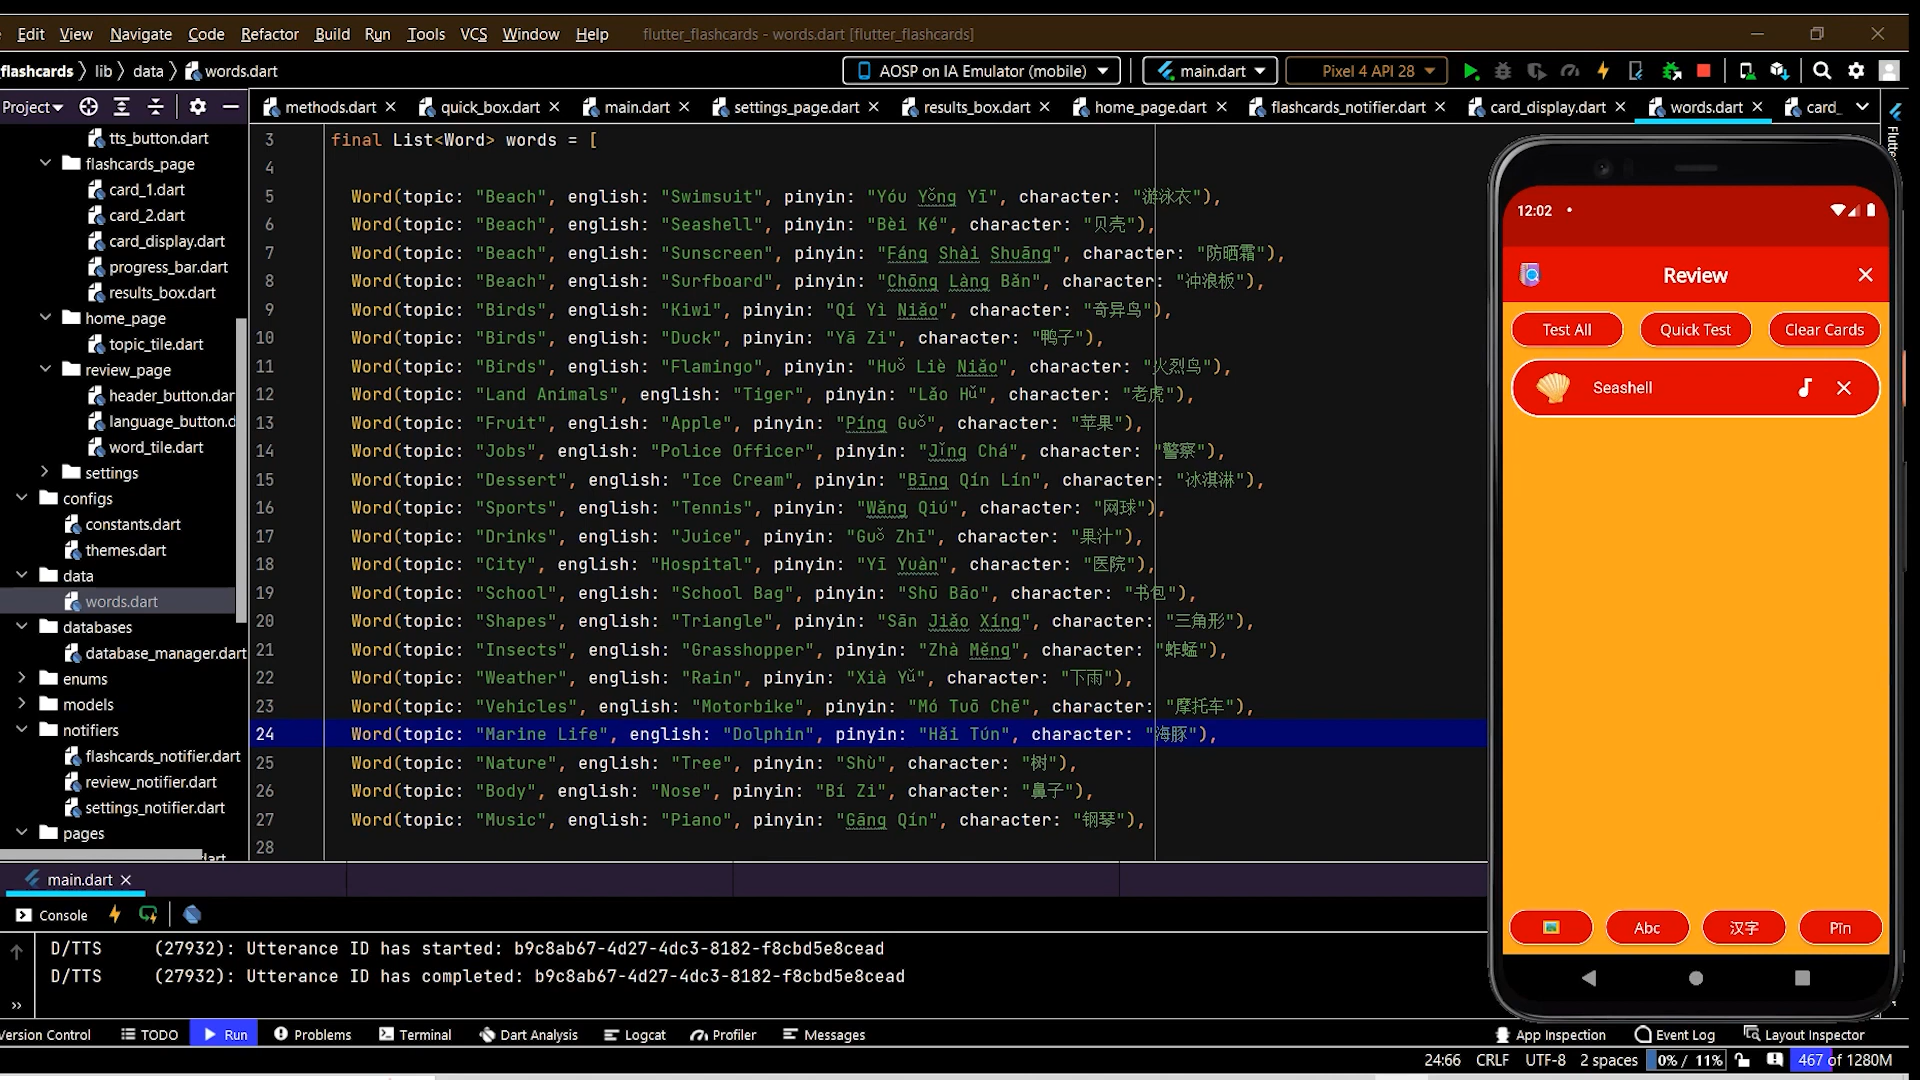 Edit View Navigate Code Refactor Build Run Tools VCS Window Help flutter_flashcards - words.dart [flutter_flashcards]
flashcards lib data words.dart AOSP on IA Emulator (mobile) main.dart Pixel 4 API 28
Project methods.dart quick_box.dart main.dart settings_page.dart results_box.dart home_page.dart flashcards_notifier.dart card_display.dart words.dart card_
tts_button.dart
flashcards_page
card_1.dart
card_2.dart
card_display.dart
progress_bar.dart
results_box.dart
home_page
topic_tile.dart
review_page
header_button.dar
language_button.d
word_tile.dart
settings
configs
constants.dart
themes.dart
data
words.dart
databases
database_manager.dart
enums
models
notifiers
flashcards_notifier.dart
review_notifier.dart
settings_notifier.dart
pages
3 final List<Word> words = [
4
5 Word(topic: "Beach", english: "Swimsuit", pinyin: "Yóu Yǒng Yī", character: "游泳衣"),
6 Word(topic: "Beach", english: "Seashell", pinyin: "Bèi Ké", character: "贝壳"),
7 Word(topic: "Beach", english: "Sunscreen", pinyin: "Fáng Shài Shuāng", character: "防晒霜"),
8 Word(topic: "Beach", english: "Surfboard", pinyin: "Chōng Làng Bǎn", character: "冲浪板"),
9 Word(topic: "Birds", english: "Kiwi", pinyin: "Qí Yì Niǎo", character: "奇异鸟"),
10 Word(topic: "Birds", english: "Duck", pinyin: "Yā Zi", character: "鸭子"),
11 Word(topic: "Birds", english: "Flamingo", pinyin: "Huǒ Liè Niǎo", character: "火烈鸟"),
12 Word(topic: "Land Animals", english: "Tiger", pinyin: "Lǎo Hǔ", character: "老虎"),
13 Word(topic: "Fruit", english: "Apple", pinyin: "Píng Guǒ", character: "苹果"),
14 Word(topic: "Jobs", english: "Police Officer", pinyin: "Jǐng Chá", character: "警察"),
15 Word(topic: "Dessert", english: "Ice Cream", pinyin: "Bīng Qín Lín", character: "冰淇淋"),
16 Word(topic: "Sports", english: "Tennis", pinyin: "Wǎng Qiú", character: "网球"),
17 Word(topic: "Drinks", english: "Juice", pinyin: "Guǒ Zhī", character: "果汁"),
18 Word(topic: "City", english: "Hospital", pinyin: "Yī Yuàn", character: "医院"),
19 Word(topic: "School", english: "School Bag", pinyin: "Shū Bāo", character: "书包"),
20 Word(topic: "Shapes", english: "Triangle", pinyin: "Sān Jiǎo Xíng", character: "三角形"),
21 Word(topic: "Insects", english: "Grasshopper", pinyin: "Zhà Měng", character: "蚱蜢"),
22 Word(topic: "Weather", english: "Rain", pinyin: "Xià Yǔ", character: "下雨"),
23 Word(topic: "Vehicles", english: "Motorbike", pinyin: "Mó Tuō Chē", character: "摩托车"),
24 Word(topic: "Marine Life", english: "Dolphin", pinyin: "Hǎi Tún", character: "海豚"),
25 Word(topic: "Nature", english: "Tree", pinyin: "Shù", character: "树"),
26 Word(topic: "Body", english: "Nose", pinyin: "Bí Zi", character: "鼻子"),
27 Word(topic: "Music", english: "Piano", pinyin: "Gāng Qín", character: "钢琴"),
28
12:02
Review
Test All Quick Test Clear Cards
Seashell
Abc 汉字 Pīn
main.dart
Console
D/TTS (27932): Utterance ID has started: b9c8ab67-4d27-4dc3-8182-f8cbd5e8cead
D/TTS (27932): Utterance ID has completed: b9c8ab67-4d27-4dc3-8182-f8cbd5e8cead
Version Control TODO Run Problems Terminal Dart Analysis Logcat Profiler Messages App Inspection Event Log Layout Inspector
24:66 CRLF UTF-8 2 spaces 0% / 11% 467 of 1280M